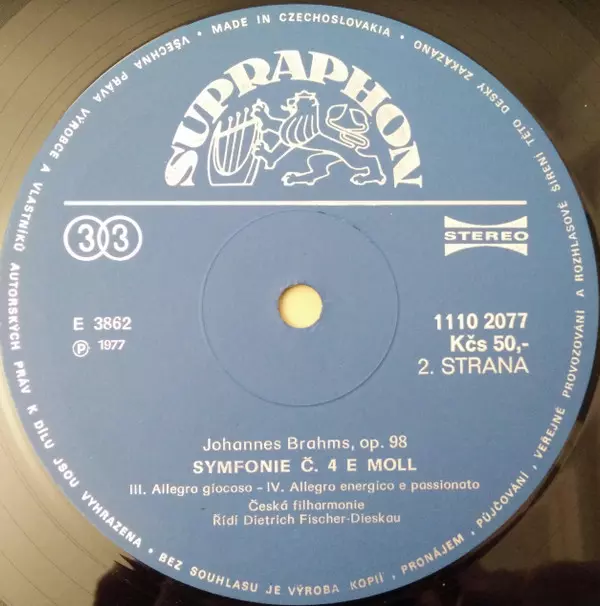 VŠECHNA PRÁVA VÝROBCE A VLASTNÍKŮ AUTORSKÝCH PRÁV K DÍLU JSOU VYHRAZENA • BEZ SOUHLASU JE VÝROBA KOPIÍ, PRONÁJEM, PŮJČOVÁNÍ, VEŘEJNÉ PROVOZOVÁNÍ A ROZHLASOVÉ ŠÍŘENÍ TÉTO DESKY ZAKÁZÁNO • MADE IN CZECHOSLOVAKIA •
SUPRAPHON
33
STEREO
E 3862
℗ 1977
1110 2077
Kčs 50,-
2. STRANA
Johannes Brahms, op. 98
SYMFONIE Č. 4 E MOLL
III. Allegro giocoso – IV. Allegro energico e passionato
Česká filharmonie
Řídí Dietrich Fischer-Dieskau